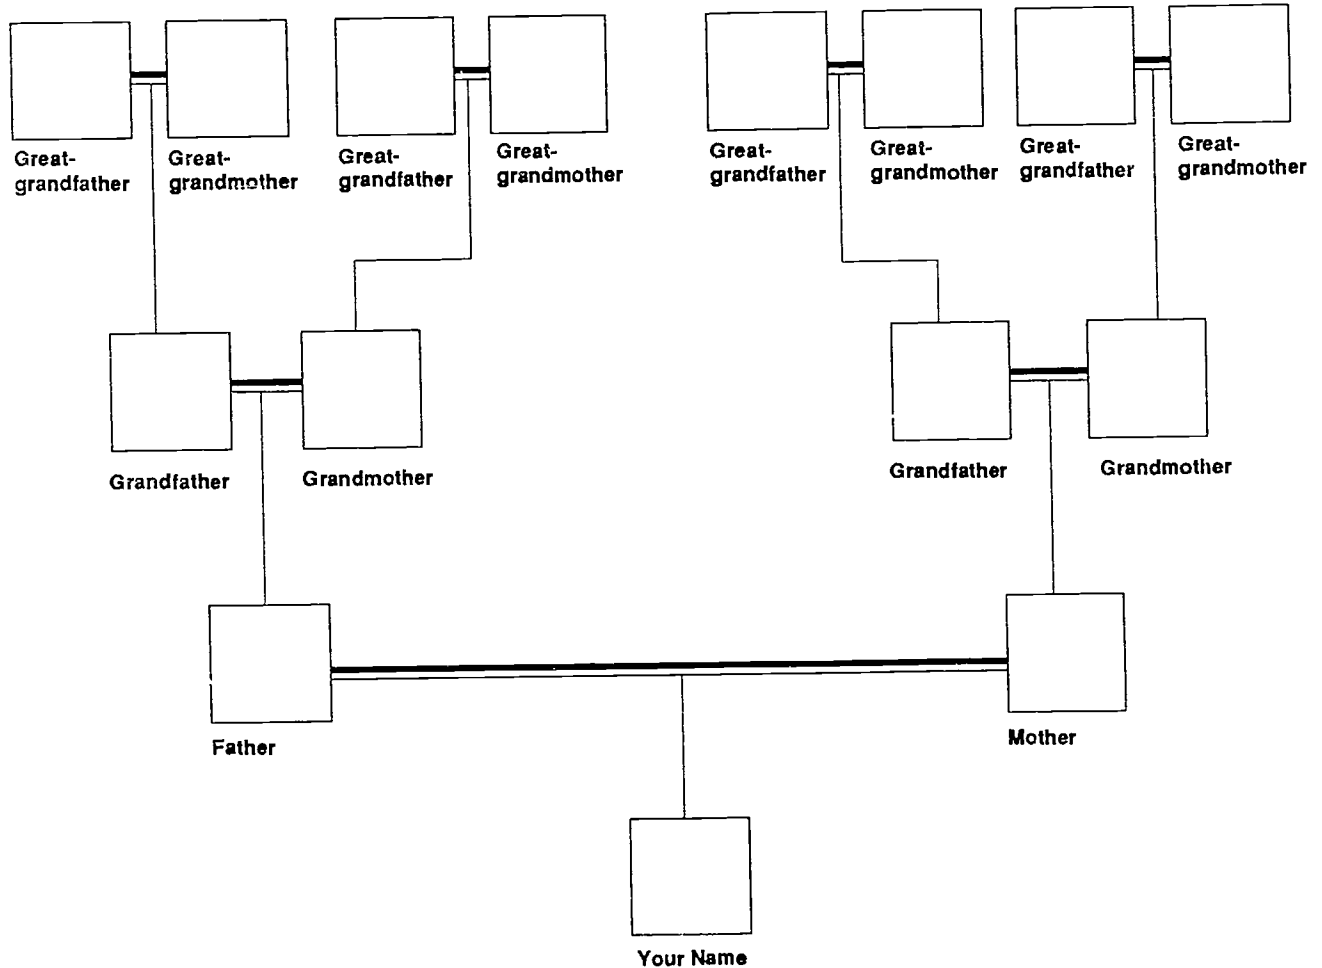 Great-
grandfather
Great-
grandmother
Great-
grandfather
Great-
grandmother
Great-
grandfather
Great-
grandmother
Great-
grandfather
Great-
grandmother
Grandfather
Grandmother
Grandfather
Grandmother
Father
Mother
Your Name